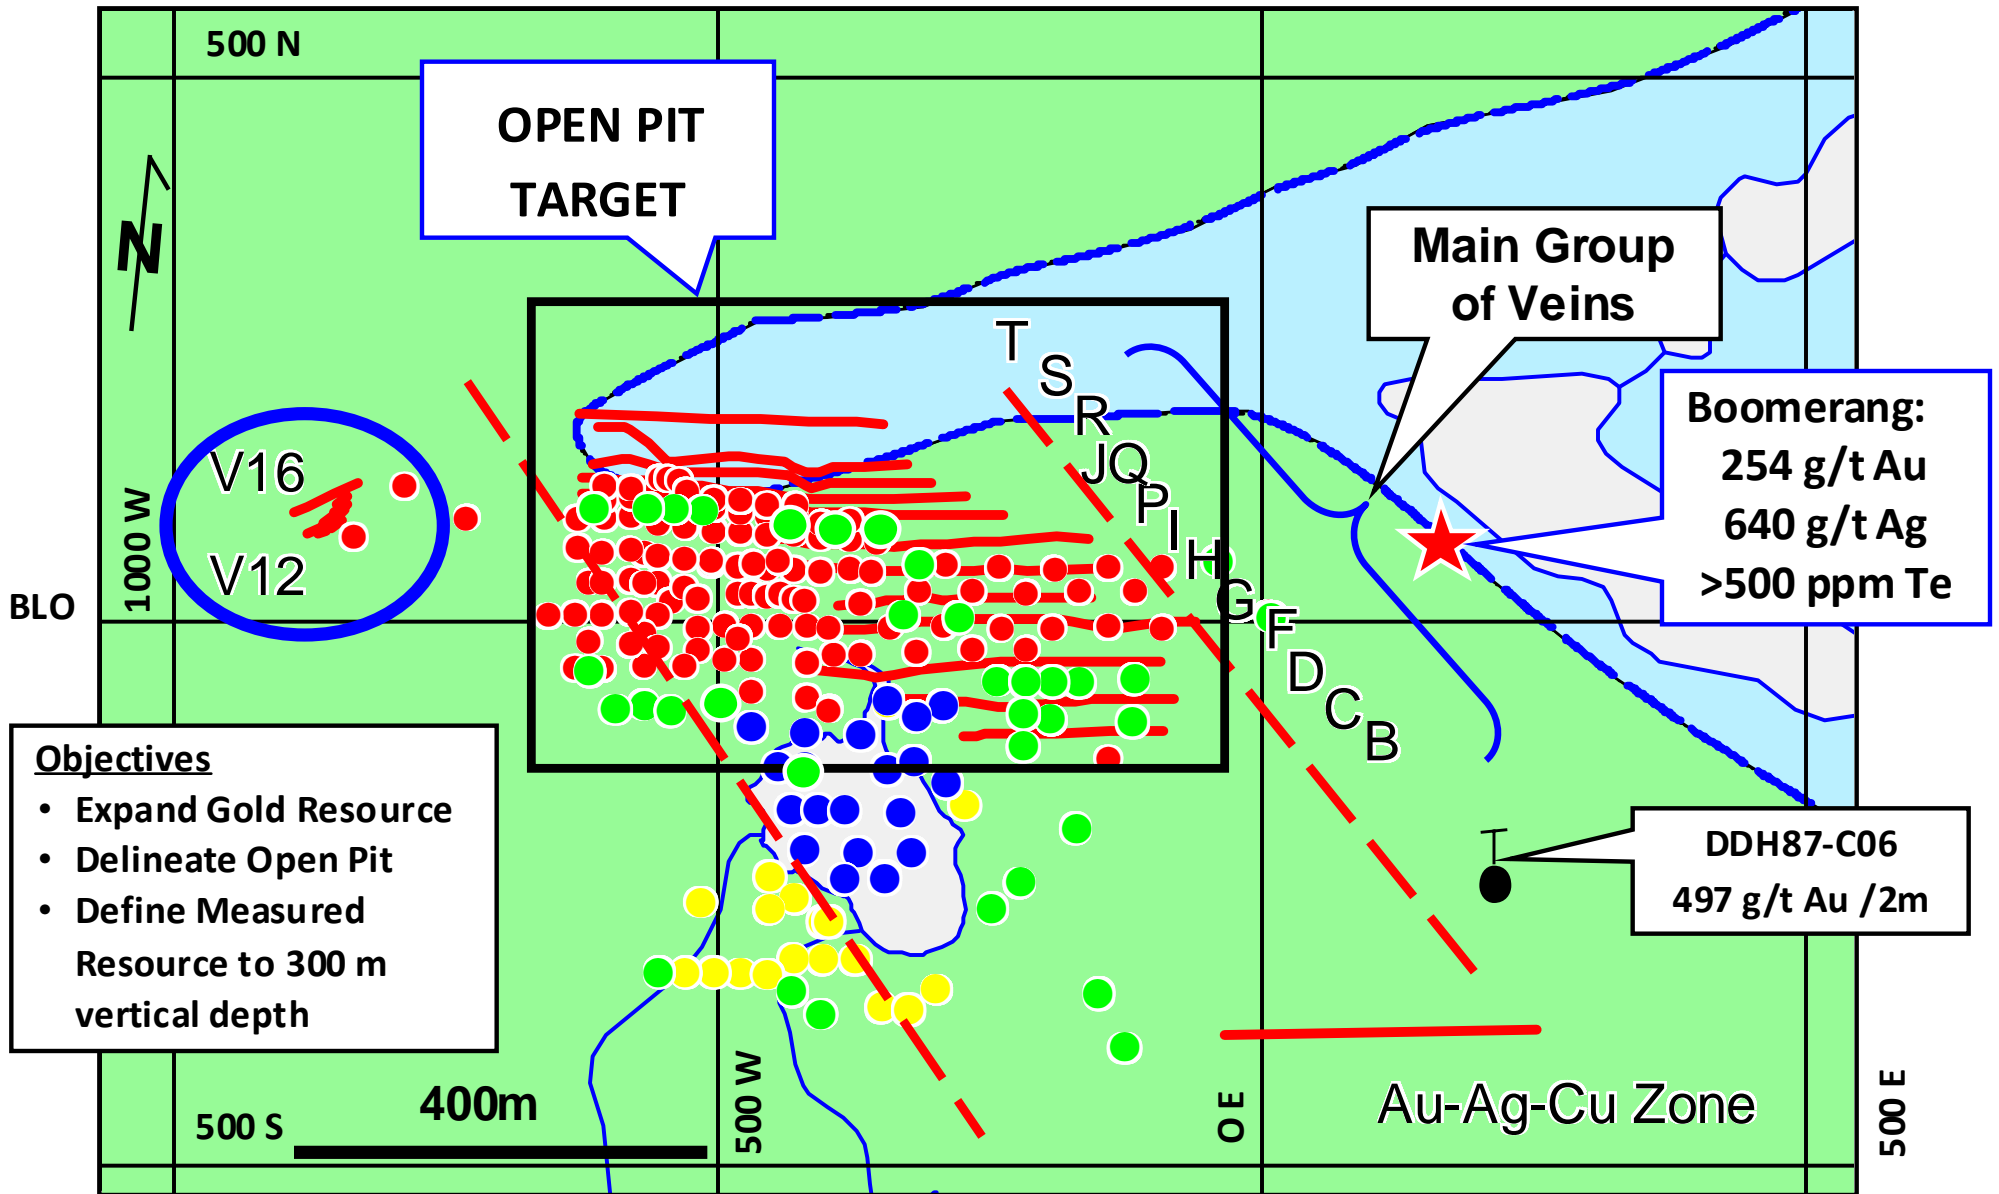 500 N
OPEN PIT
TARGET
N
Main Group
of Veins
T
S
R
JQ
P
I
H
G
F
D
C
B
Boomerang:
254 g/t Au
640 g/t Ag
>500 ppm Te
V16
V12
1000 W
BLO
Objectives
• Expand Gold Resource
• Delineate Open Pit
• Define Measured
Resource to 300 m
vertical depth
DDH87-C06
497 g/t Au /2m
400m
500 S
500 W
O E
Au-Ag-Cu Zone
500 E